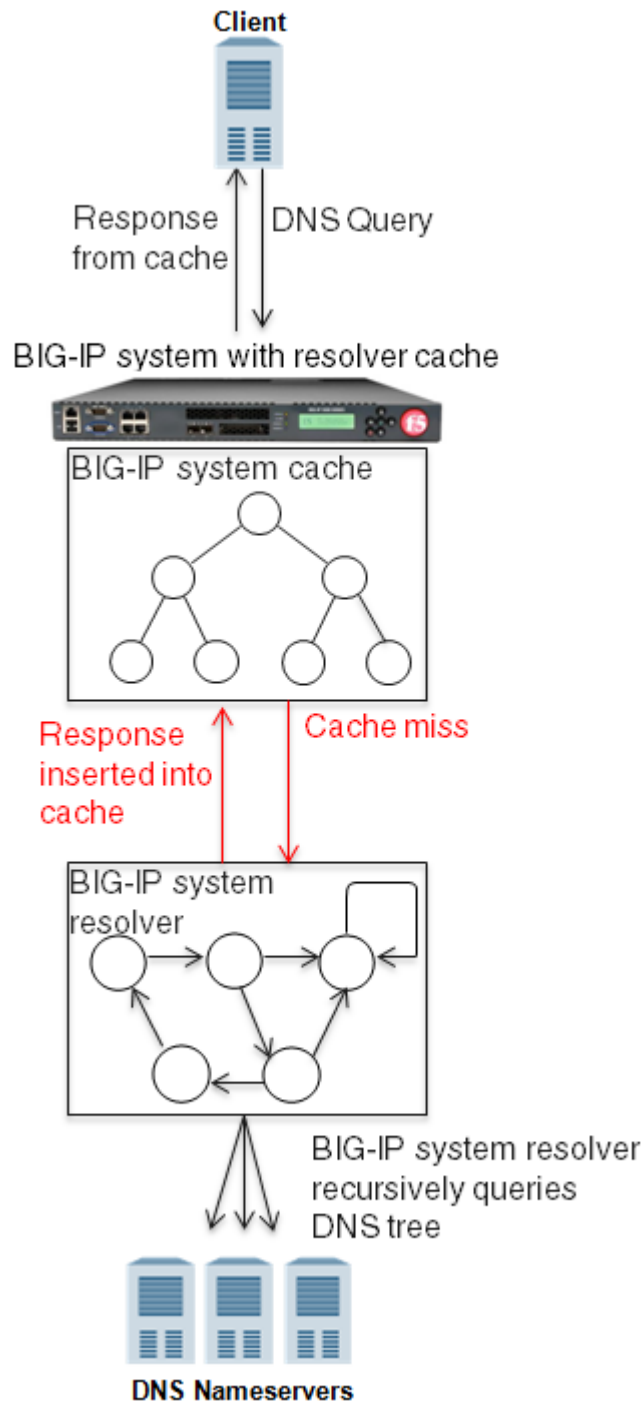 Client
Response
from cache
DNS Query
BIG-IP system with resolver cache
f5
BIG-IP system cache
Response
inserted into
cache
Cache miss
BIG-IP system
resolver
BIG-IP system resolver
recursively queries
DNS tree
DNS Nameservers